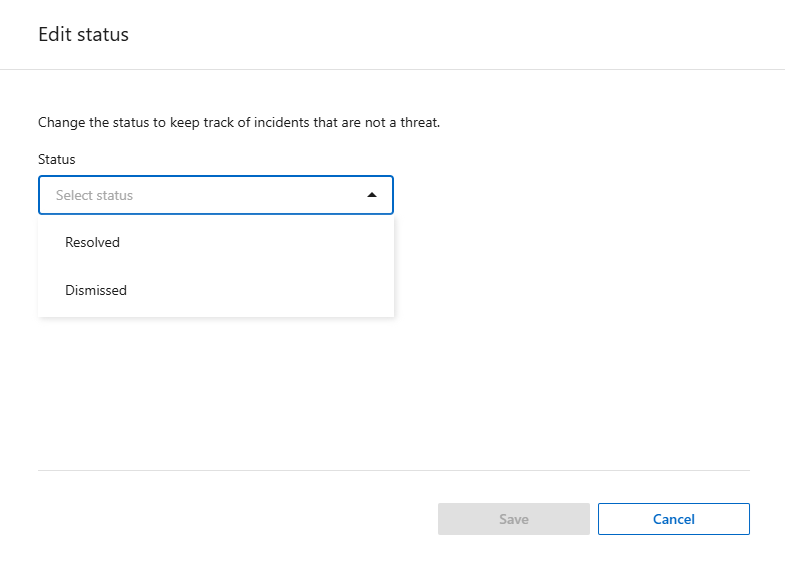 Edit status
Change the status to keep track of incidents that are not a threat.
Status
Select status
Resolved
Dismissed
Save
Cancel